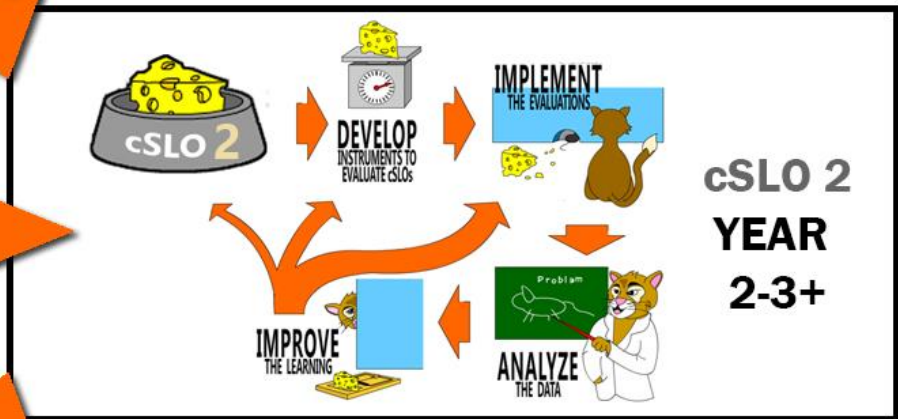 cSLO 2
DEVELOP
INSTRUMENTS TO
EVALUATE cSLOs
IMPLEMENT
THE EVALUATIONS
Problam
ANALYZE
THE DATA
IMPROVE
THE LEARNING
cSLO 2
YEAR
2-3+